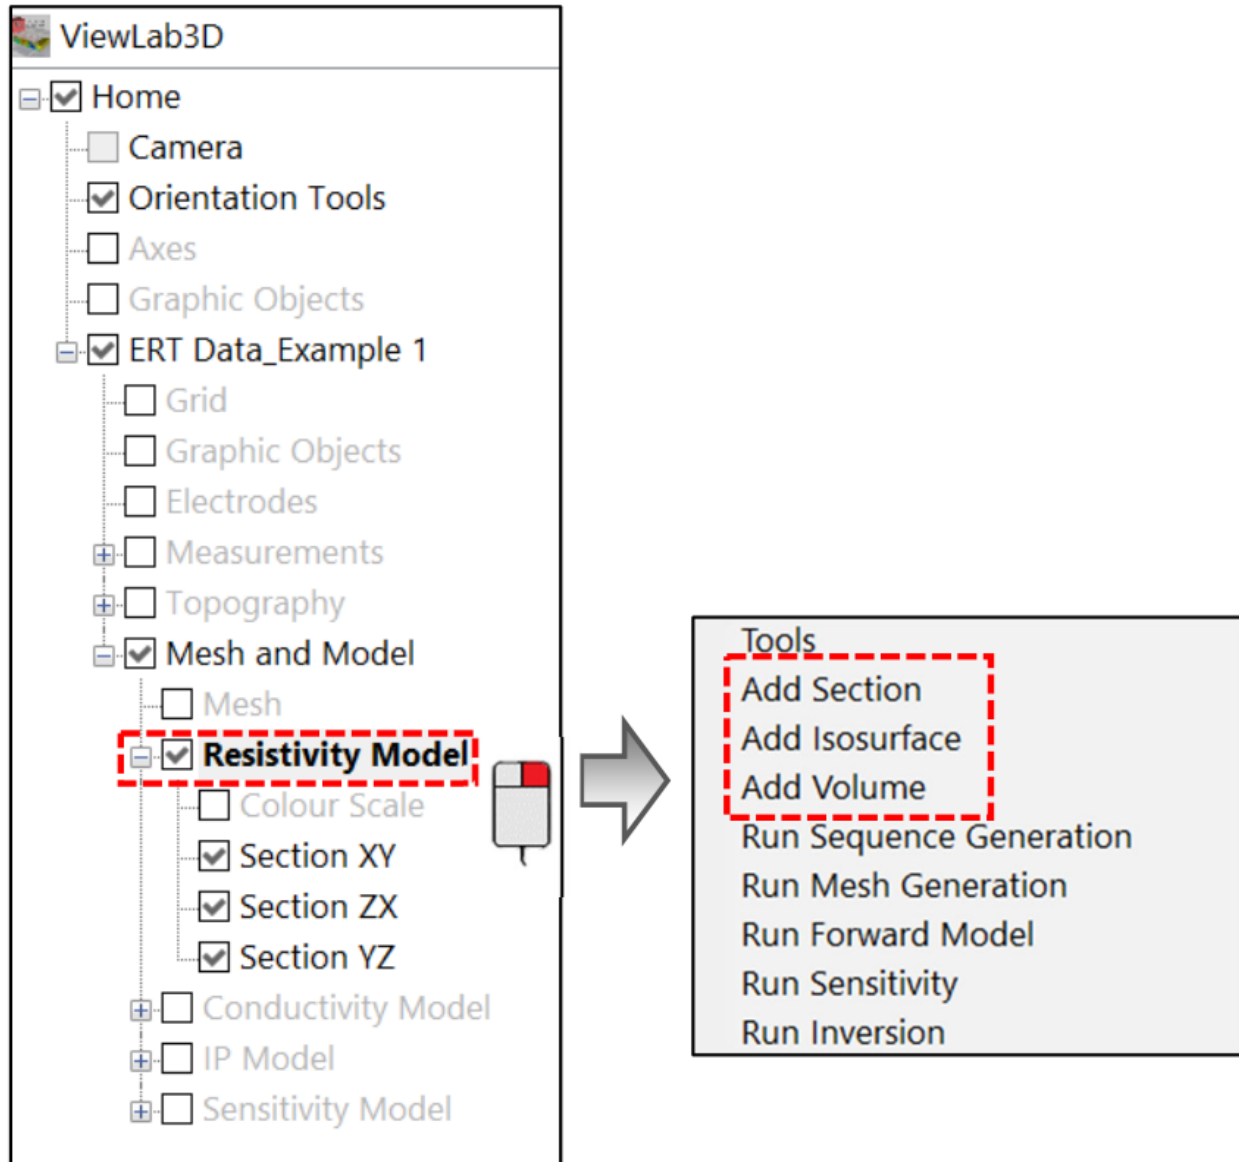 ViewLab3D
Home
Camera
Orientation Tools
Axes
Graphic Objects
ERT Data_Example 1
Grid
Graphic Objects
Electrodes
Measurements
Topography
Mesh and Model
Mesh
Resistivity Model
Colour Scale
Section XY
Section ZX
Section YZ
Conductivity Model
IP Model
Sensitivity Model
Tools
Add Section
Add Isosurface
Add Volume
Run Sequence Generation
Run Mesh Generation
Run Forward Model
Run Sensitivity
Run Inversion